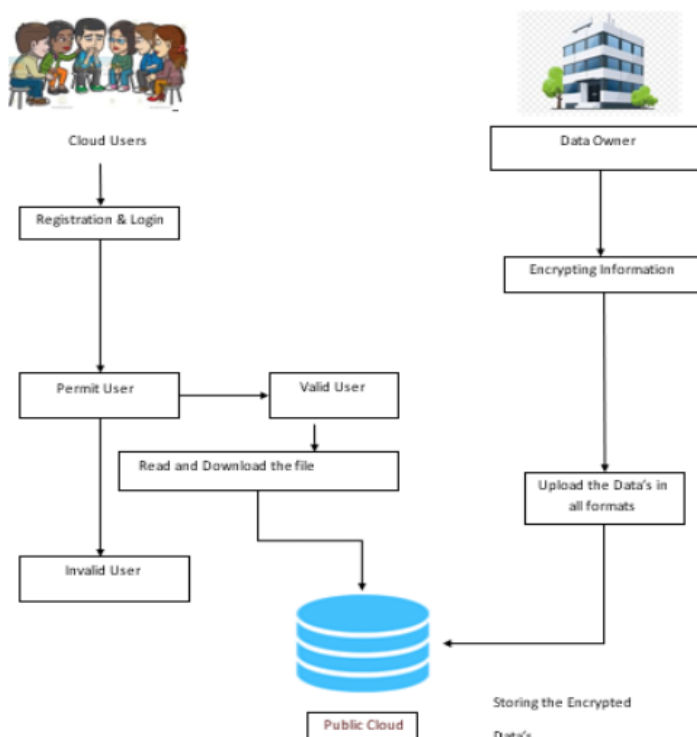 Cloud Users
Data Owner
Registration & Login
Encrypting Information
Permit User
Valid User
Read and Download the file
Upload the Data's in
all formats
Invalid User
Storing the Encrypted
Public Cloud
Data's